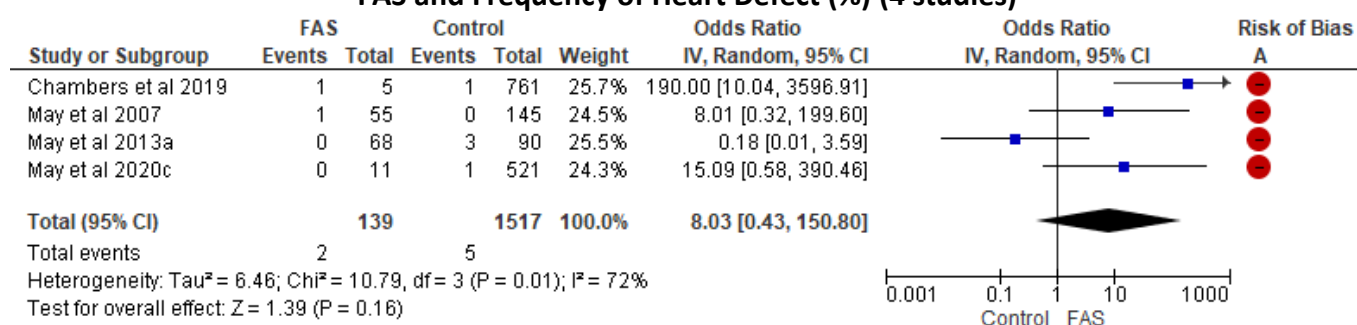 FAS and Frequency of Heart Defect (%) (4 studies)
FAS Control Odds Ratio Odds Ratio Risk of Bias
Study or Subgroup Events Total Events Total Weight IV, Random, 95% CI IV, Random, 95% CI A
Chambers et al 2019 1 5 1 761 25.7% 190.00 [10.04, 3596.91]
May et al 2007 1 55 0 145 24.5% 8.01 [0.32, 199.60]
May et al 2013a 0 68 3 90 25.5% 0.18 [0.01, 3.59]
May et al 2020c 0 11 1 521 24.3% 15.09 [0.58, 390.46]
Total (95% CI) 139 1517 100.0% 8.03 [0.43, 150.80]
Total events 2 5
Heterogeneity: Tau² = 6.46; Chi² = 10.79, df = 3 (P = 0.01); I² = 72%
Test for overall effect: Z = 1.39 (P = 0.16)
0.001 0.1 1 10 1000
Control FAS